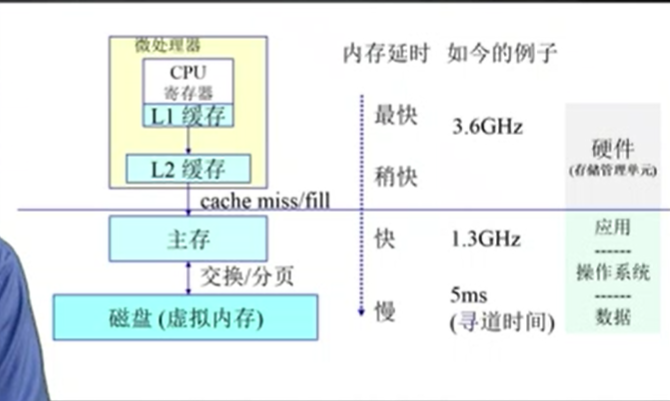 微处理器
CPU
寄存器
L1 缓存
L2 缓存
cache miss/fill
主存
交换/分页
磁盘 (虚拟内存)
内存延时
最快
稍快
快
慢
如今的例子
3.6GHz
1.3GHz
5ms
(寻道时间)
硬件
(存储管理单元)
应用
------
操作系统
------
数据